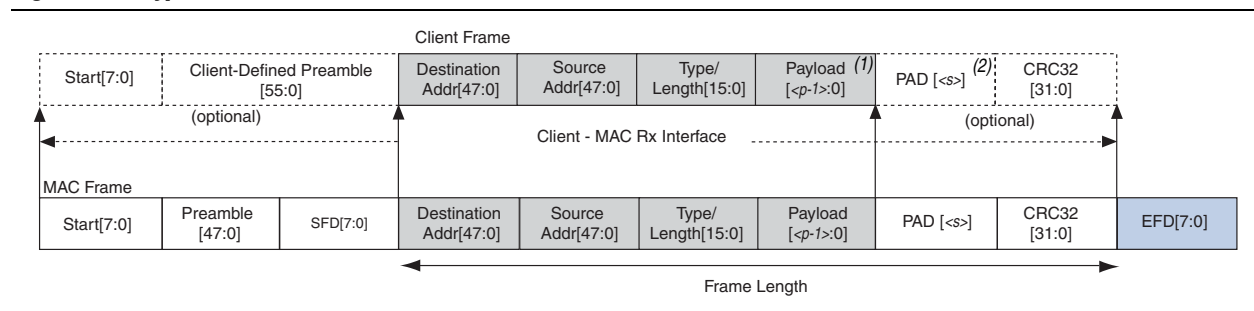 Client Frame
Start[7:0] Client-Defined Preamble [55:0] Destination Addr[47:0] Source Addr[47:0] Type/ Length[15:0] Payload (1) [<p-1>:0] PAD [<s>] (2) CRC32 [31:0]
(optional) (optional)
Client - MAC Rx Interface
MAC Frame
Start[7:0] Preamble [47:0] SFD[7:0] Destination Addr[47:0] Source Addr[47:0] Type/ Length[15:0] Payload [<p-1>:0] PAD [<s>] CRC32 [31:0] EFD[7:0]
Frame Length